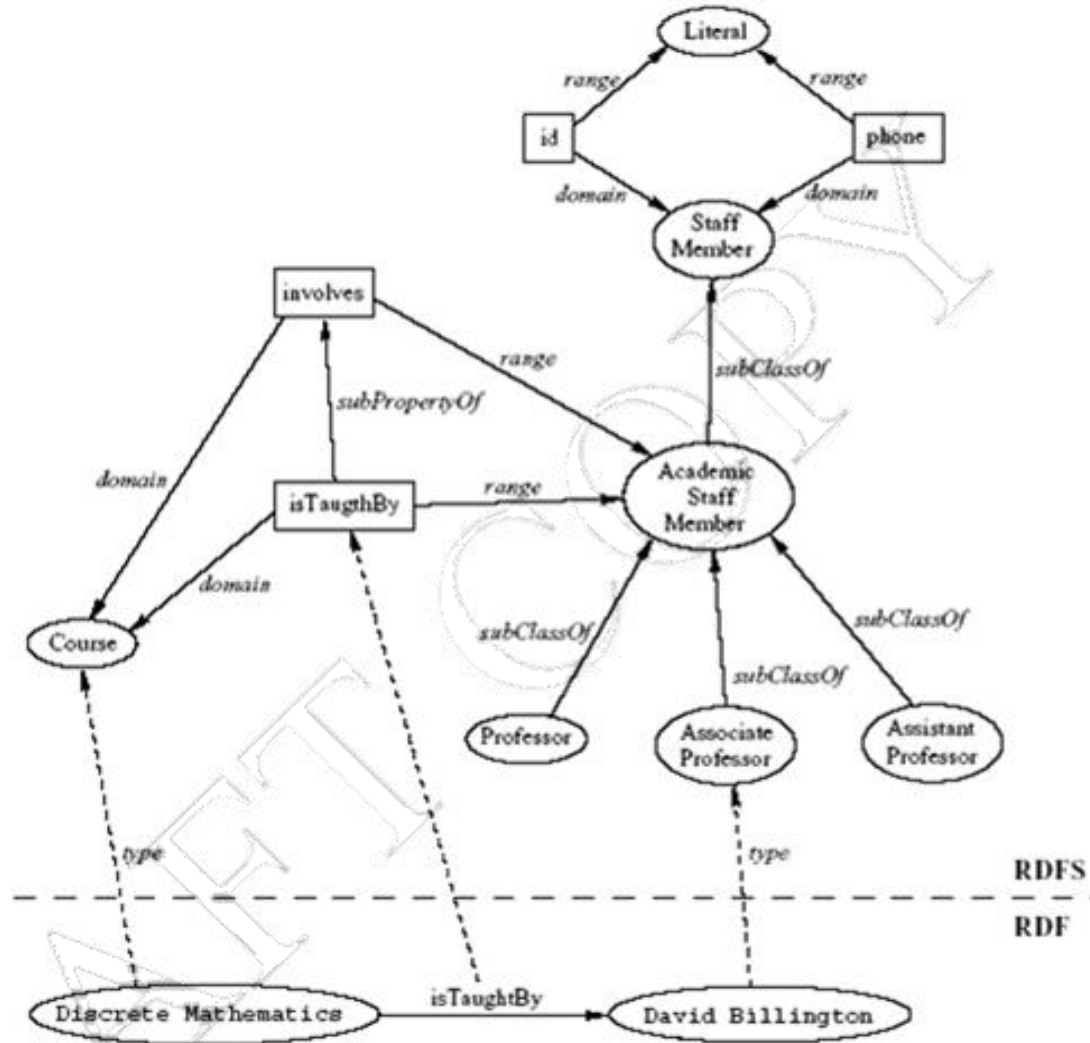 Literal
range
range
id
phone
domain
domain
Staff
Member
involves
range
subClassOf
subPropertyOf
domain
isTaugthBy
range
Academic
Staff
Member
domain
Course
subClassOf
subClassOf
subClassOf
Professor
Associate
Professor
Assistant
Professor
type
type
RDFS
RDF
isTaughtBy
Discrete Mathematics
David Billington
AFT COPY